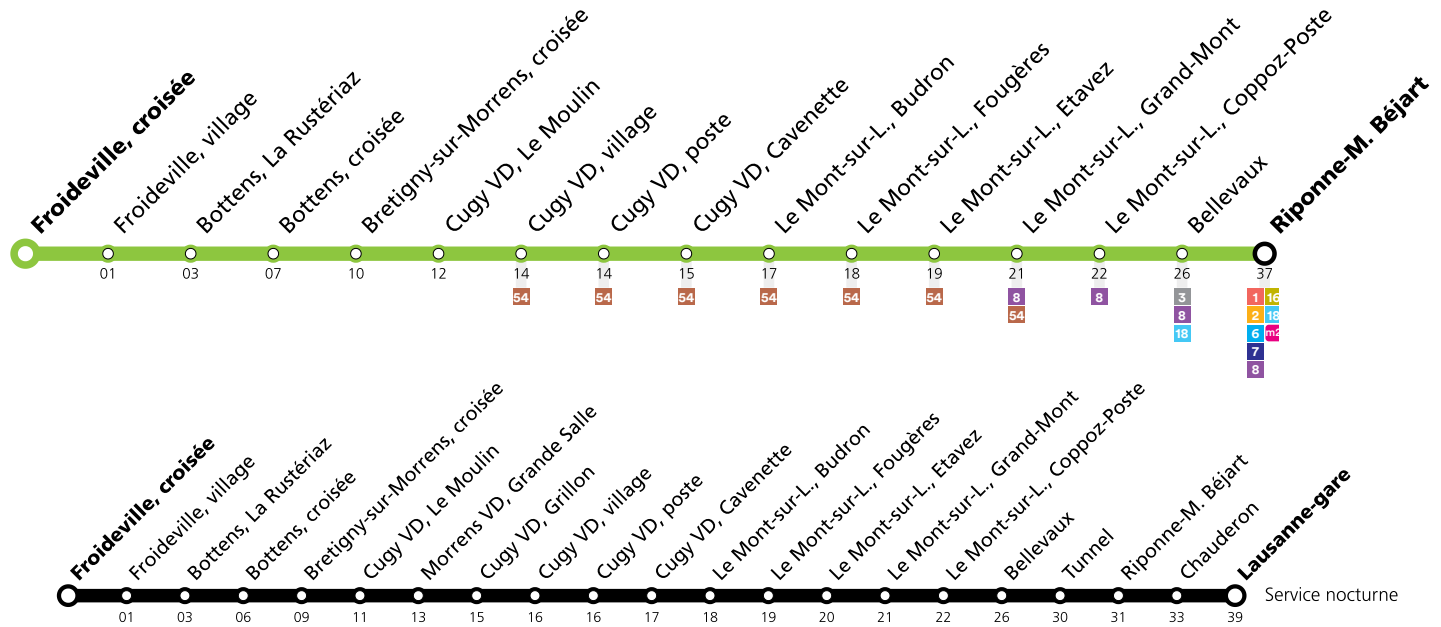 Froideville, croisée
Froideville, village
Bottens, La Rustériaz
Bottens, croisée
Bretigny-sur-Morrens, croisée
Cugy VD, Le Moulin
Cugy VD, village
Cugy VD, poste
Cugy VD, Cavenette
Le Mont-sur-L., Budron
Le Mont-sur-L., Fougères
Le Mont-sur-L., Etavez
Le Mont-sur-L., Grand-Mont
Le Mont-sur-L., Coppoz-Poste
Bellevaux
Riponne-M. Béjart
01 03 07 10 12 14 14 15 17 18 19 21 22 26 37
54 54 54 54 54 54 8 8 3 1 16
54 8 2 18
18 6 m2
7
8
Froideville, croisée
Froideville, village
Bottens, La Rustériaz
Bottens, croisée
Bretigny-sur-Morrens, croisée
Cugy VD, Le Moulin
Morrens VD, Grande Salle
Cugy VD, Grillon
Cugy VD, village
Cugy VD, poste
Cugy VD, Cavenette
Le Mont-sur-L., Budron
Le Mont-sur-L., Fougères
Le Mont-sur-L., Etavez
Le Mont-sur-L., Grand-Mont
Le Mont-sur-L., Coppoz-Poste
Bellevaux
Tunnel
Riponne-M. Béjart
Chauderon
Lausanne-gare
Service nocturne
01 03 06 09 11 13 15 16 16 17 18 19 20 21 22 26 30 31 33 39